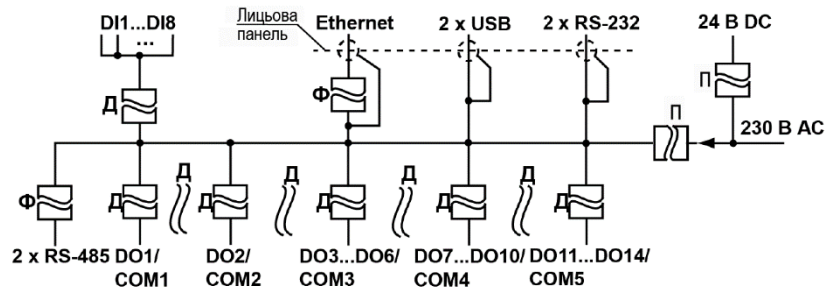 DI1...DI8
...
Лицьова
панель
Ethernet
2 x USB
2 x RS-232
24 В DC
Д
Ф
П
П
230 В АС
Д
Д
Д
Д
Ф
Д
Д
Д
Д
Д
2 x RS-485
DO1/
COM1
DO2/
COM2
DO3...DO6/
COM3
DO7...DO10/
COM4
DO11...DO14/
COM5